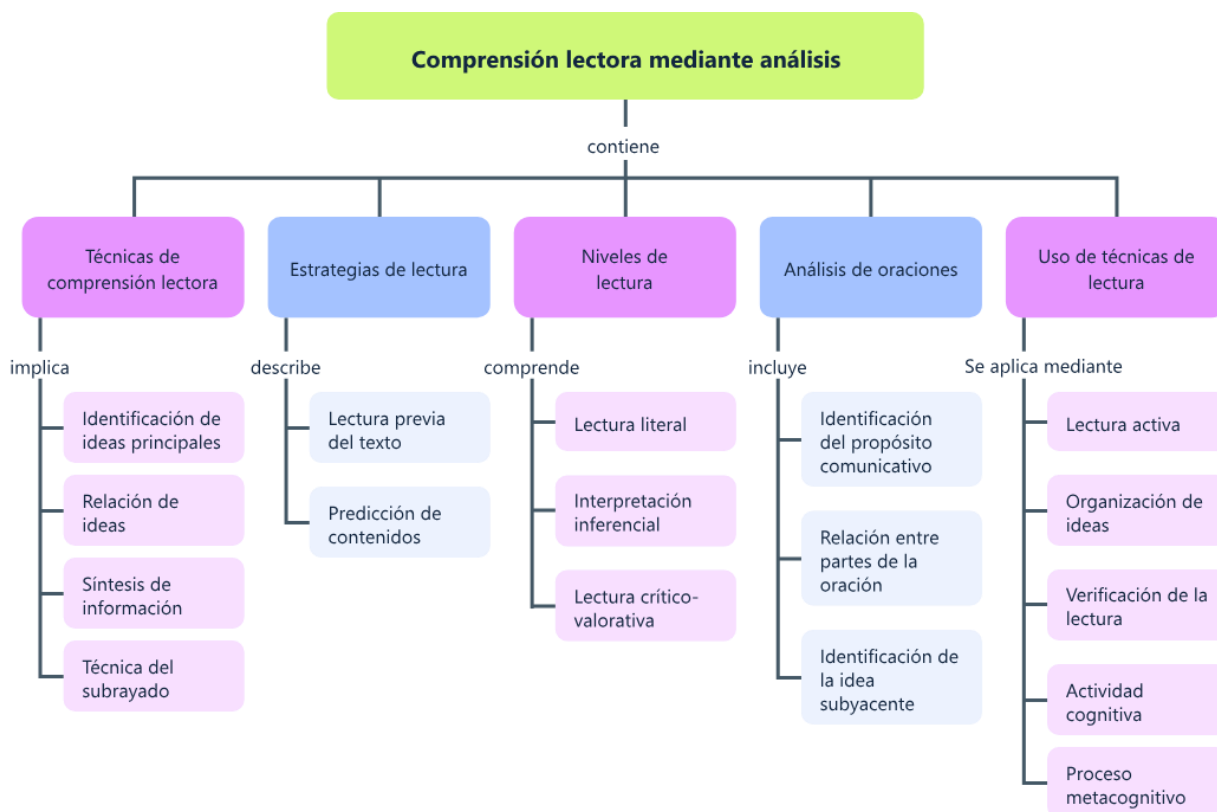 Comprensión lectora mediante análisis
contiene
Técnicas de
comprensión lectora
Estrategias de lectura
Niveles de
lectura
Análisis de oraciones
Uso de técnicas de
lectura
implica
Identificación de
ideas principales
Relación de
ideas
Síntesis de
información
Técnica del
subrayado
describe
Lectura previa
del texto
Predicción de
contenidos
comprende
Lectura literal
Interpretación
inferencial
Lectura crítico-
valorativa
incluye
Identificación
del propósito
comunicativo
Relación entre
partes de la
oración
Identificación de
la idea
subyacente
Se aplica mediante
Lectura activa
Organización de
ideas
Verificación de la
lectura
Actividad
cognitiva
Proceso
metacognitivo